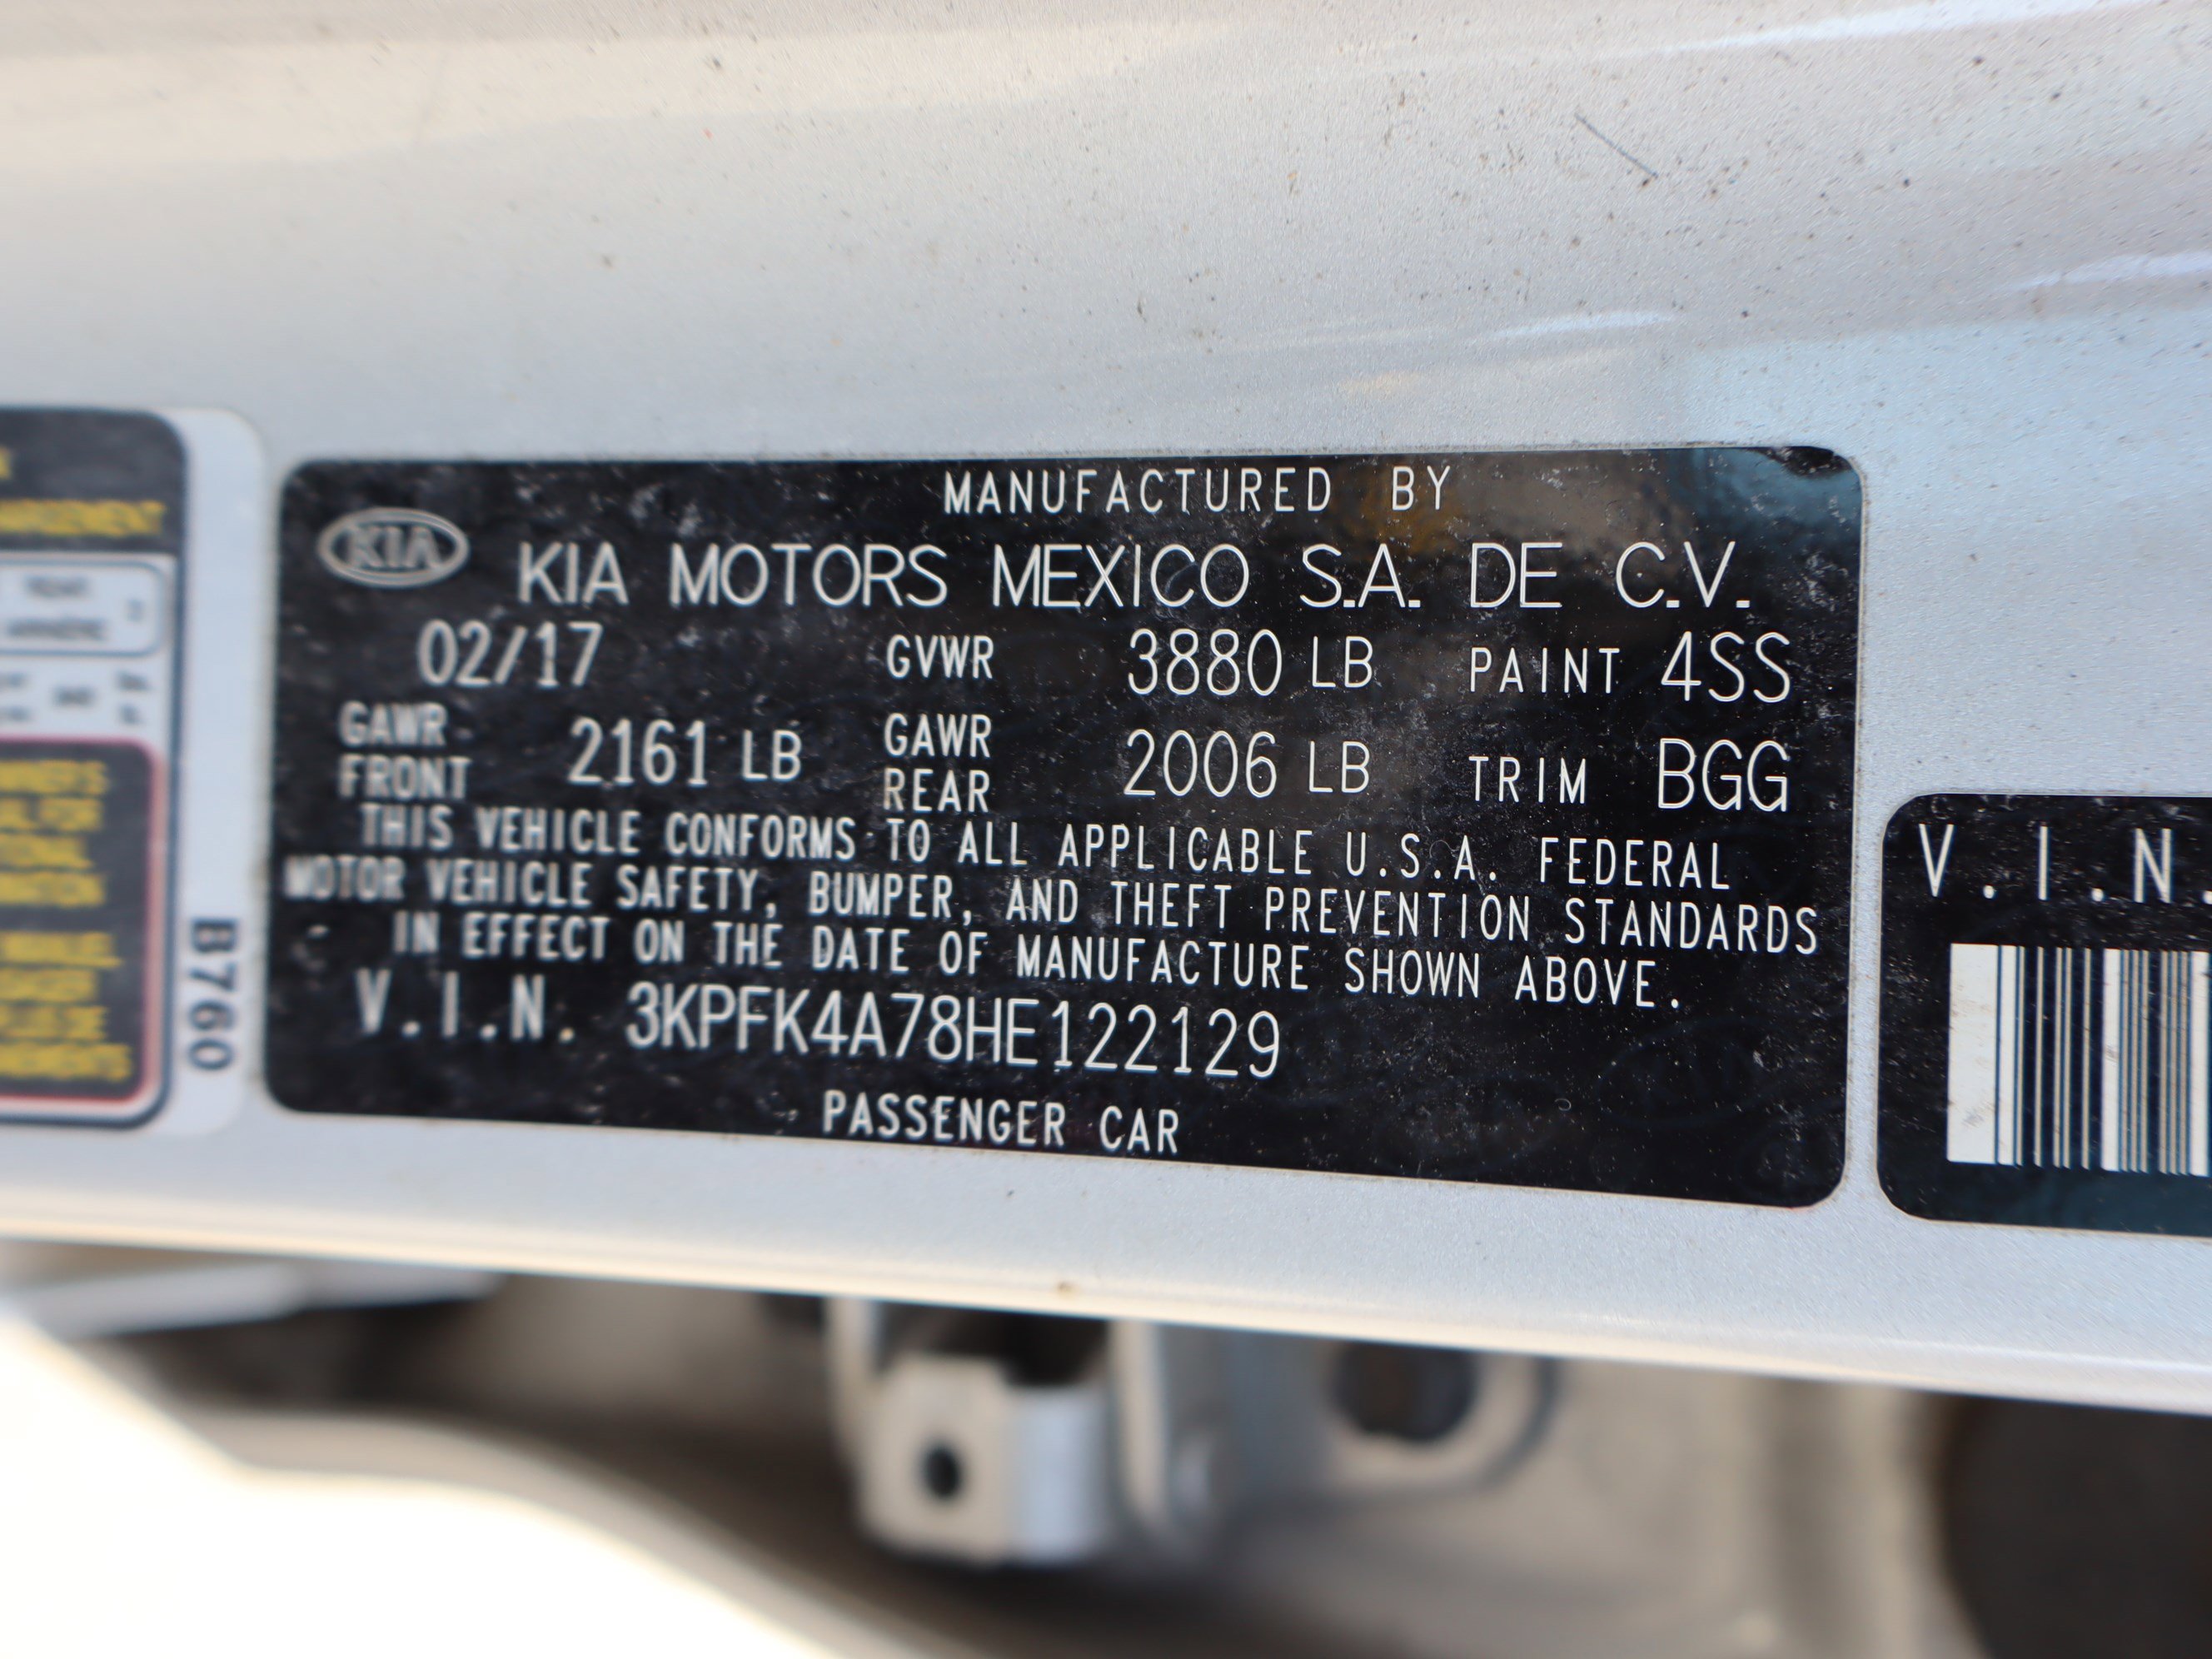 MANUFACTURED BY
KIA KIA MOTORS MEXICO S.A. DE C.V.
02/17 GVWR 3880 LB PAINT 4SS
GAWR FRONT 2161 LB GAWR REAR 2006 LB TRIM BGG
THIS VEHICLE CONFORMS TO ALL APPLICABLE U.S.A. FEDERAL
MOTOR VEHICLE SAFETY, BUMPER, AND THEFT PREVENTION STANDARDS
IN EFFECT ON THE DATE OF MANUFACTURE SHOWN ABOVE.
V.I.N. 3KPFK4A78HE122129
PASSENGER CAR
B760
V.I.N.